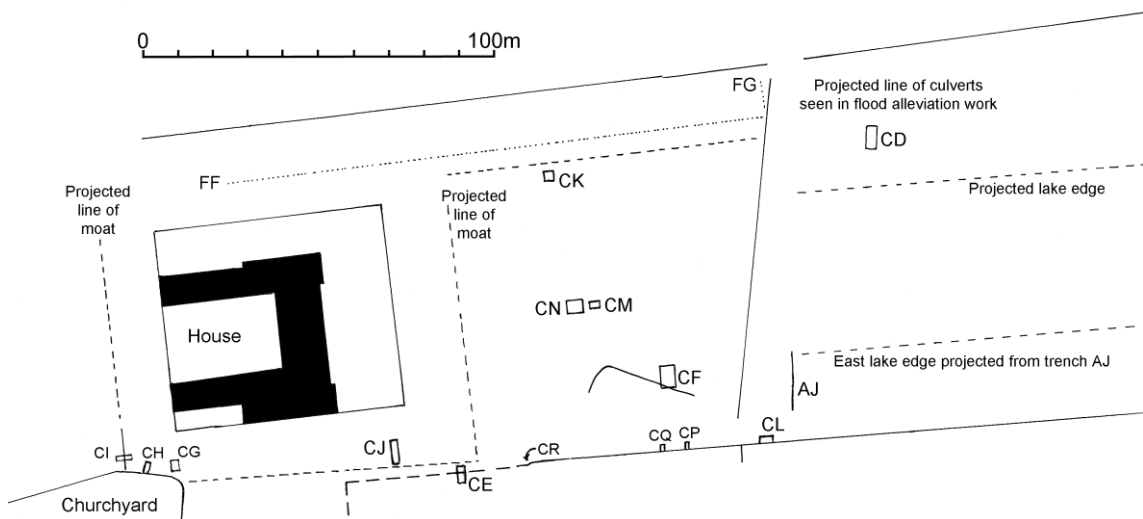 0
100m
FG
Projected line of culverts
seen in flood alleviation work
CD
FF
CK
Projected
line of
moat
Projected
line of
moat
Projected lake edge
CN
CM
House
East lake edge projected from trench AJ
CF
AJ
CI
CH
CG
CJ
CR
CQ
CP
CL
CE
Churchyard